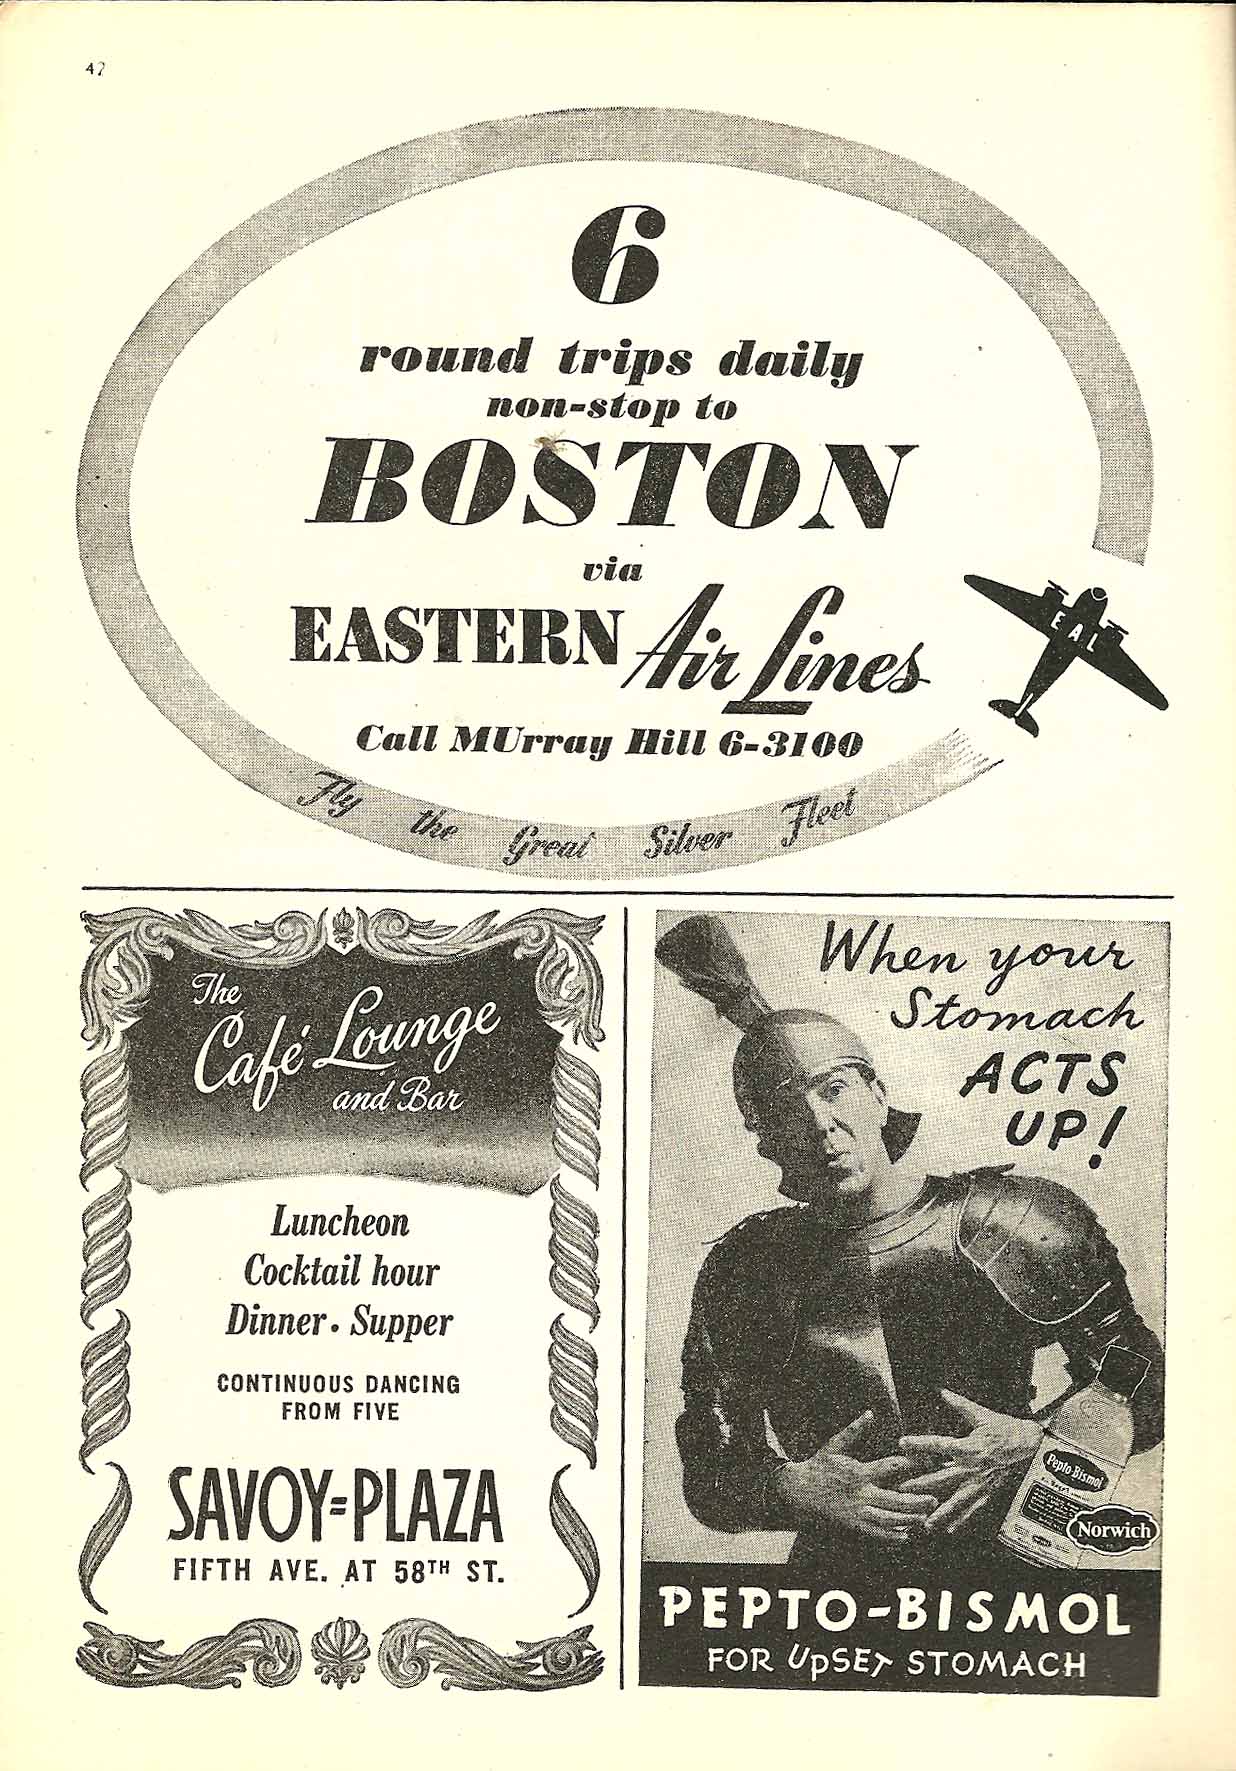 42
6
round trips daily
non-stop to
BOSTON
via
EASTERN Air Lines
Call MUrray Hill 6-3100
Fly the Great Silver Fleet
EAL
The
Café Lounge
and Bar
Luncheon
Cocktail hour
Dinner • Supper
CONTINUOUS DANCING
FROM FIVE
SAVOY=PLAZA
FIFTH AVE. AT 58TH ST.
When your
Stomach
ACTS
UP!
Pepto-Bismol
Norwich
PEPTO-BISMOL
FOR UPSET STOMACH